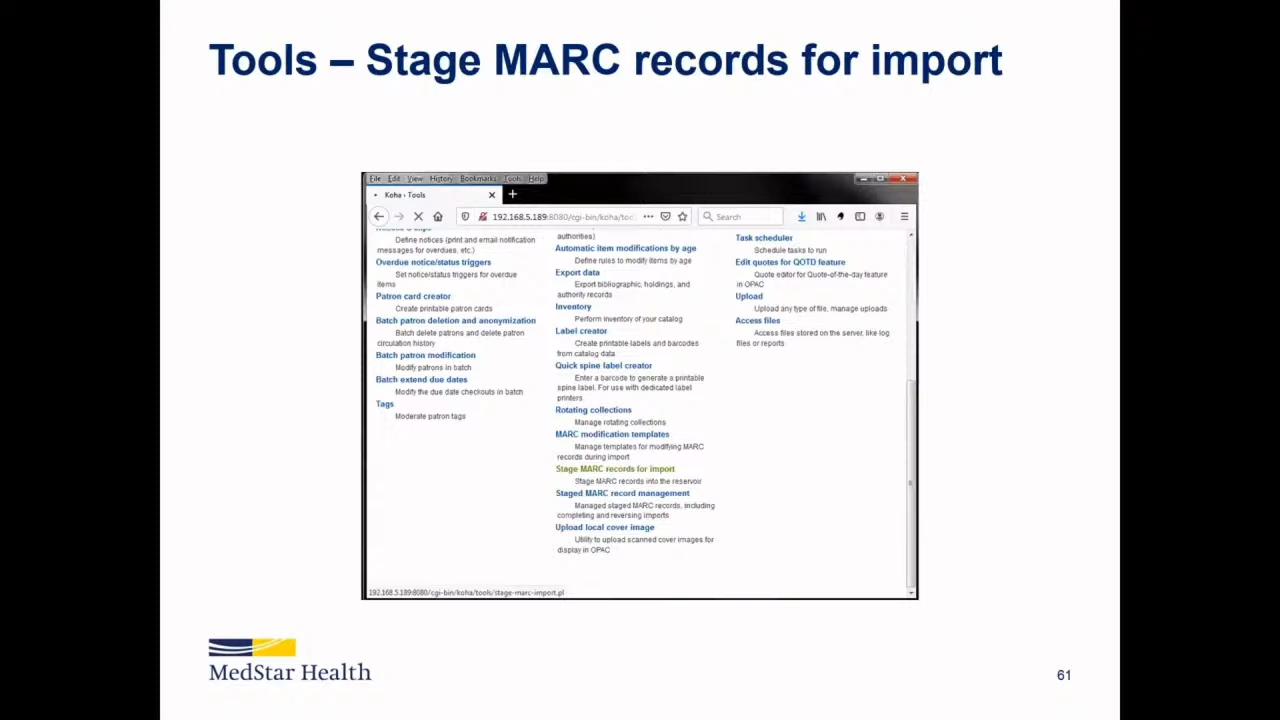 Tools – Stage MARC records for import
File Edit View History Bookmarks Tools Help
Koha › Tools
192.168.5.189:8080/cgi-bin/koha/too
Search
Define notices (print and email notification
messages for overdues, etc.)
Overdue notice/status triggers
Set notice/status triggers for overdue
items
Patron card creator
Create printable patron cards
Batch patron deletion and anonymization
Batch delete patrons and delete patron
circulation history
Batch patron modification
Modify patrons in batch
Batch extend due dates
Modify the due date checkouts in batch
Tags
Moderate patron tags
authorities)
Automatic item modifications by age
Define rules to modify items by age
Export data
Export bibliographic, holdings, and
authority records
Inventory
Perform inventory of your catalog
Label creator
Create printable labels and barcodes
from catalog data
Quick spine label creator
Enter a barcode to generate a printable
spine label. For use with dedicated label
printers.
Rotating collections
Manage rotating collections
MARC modification templates
Manage templates for modifying MARC
records during import
Stage MARC records for import
Stage MARC records into the reservoir
Staged MARC record management
Managed staged MARC records, including
completing and reversing imports
Upload local cover image
Utility to upload scanned cover images for
display in OPAC
Task scheduler
Schedule tasks to run
Edit quotes for QOTD feature
Quote editor for Quote-of-the-day feature
in OPAC
Upload
Upload any type of file, manage uploads
Access files
Access files stored on the server, like log
files or reports
192.168.5.189:8080/cgi-bin/koha/tools/stage-marc-import.pl
MedStar Health
61